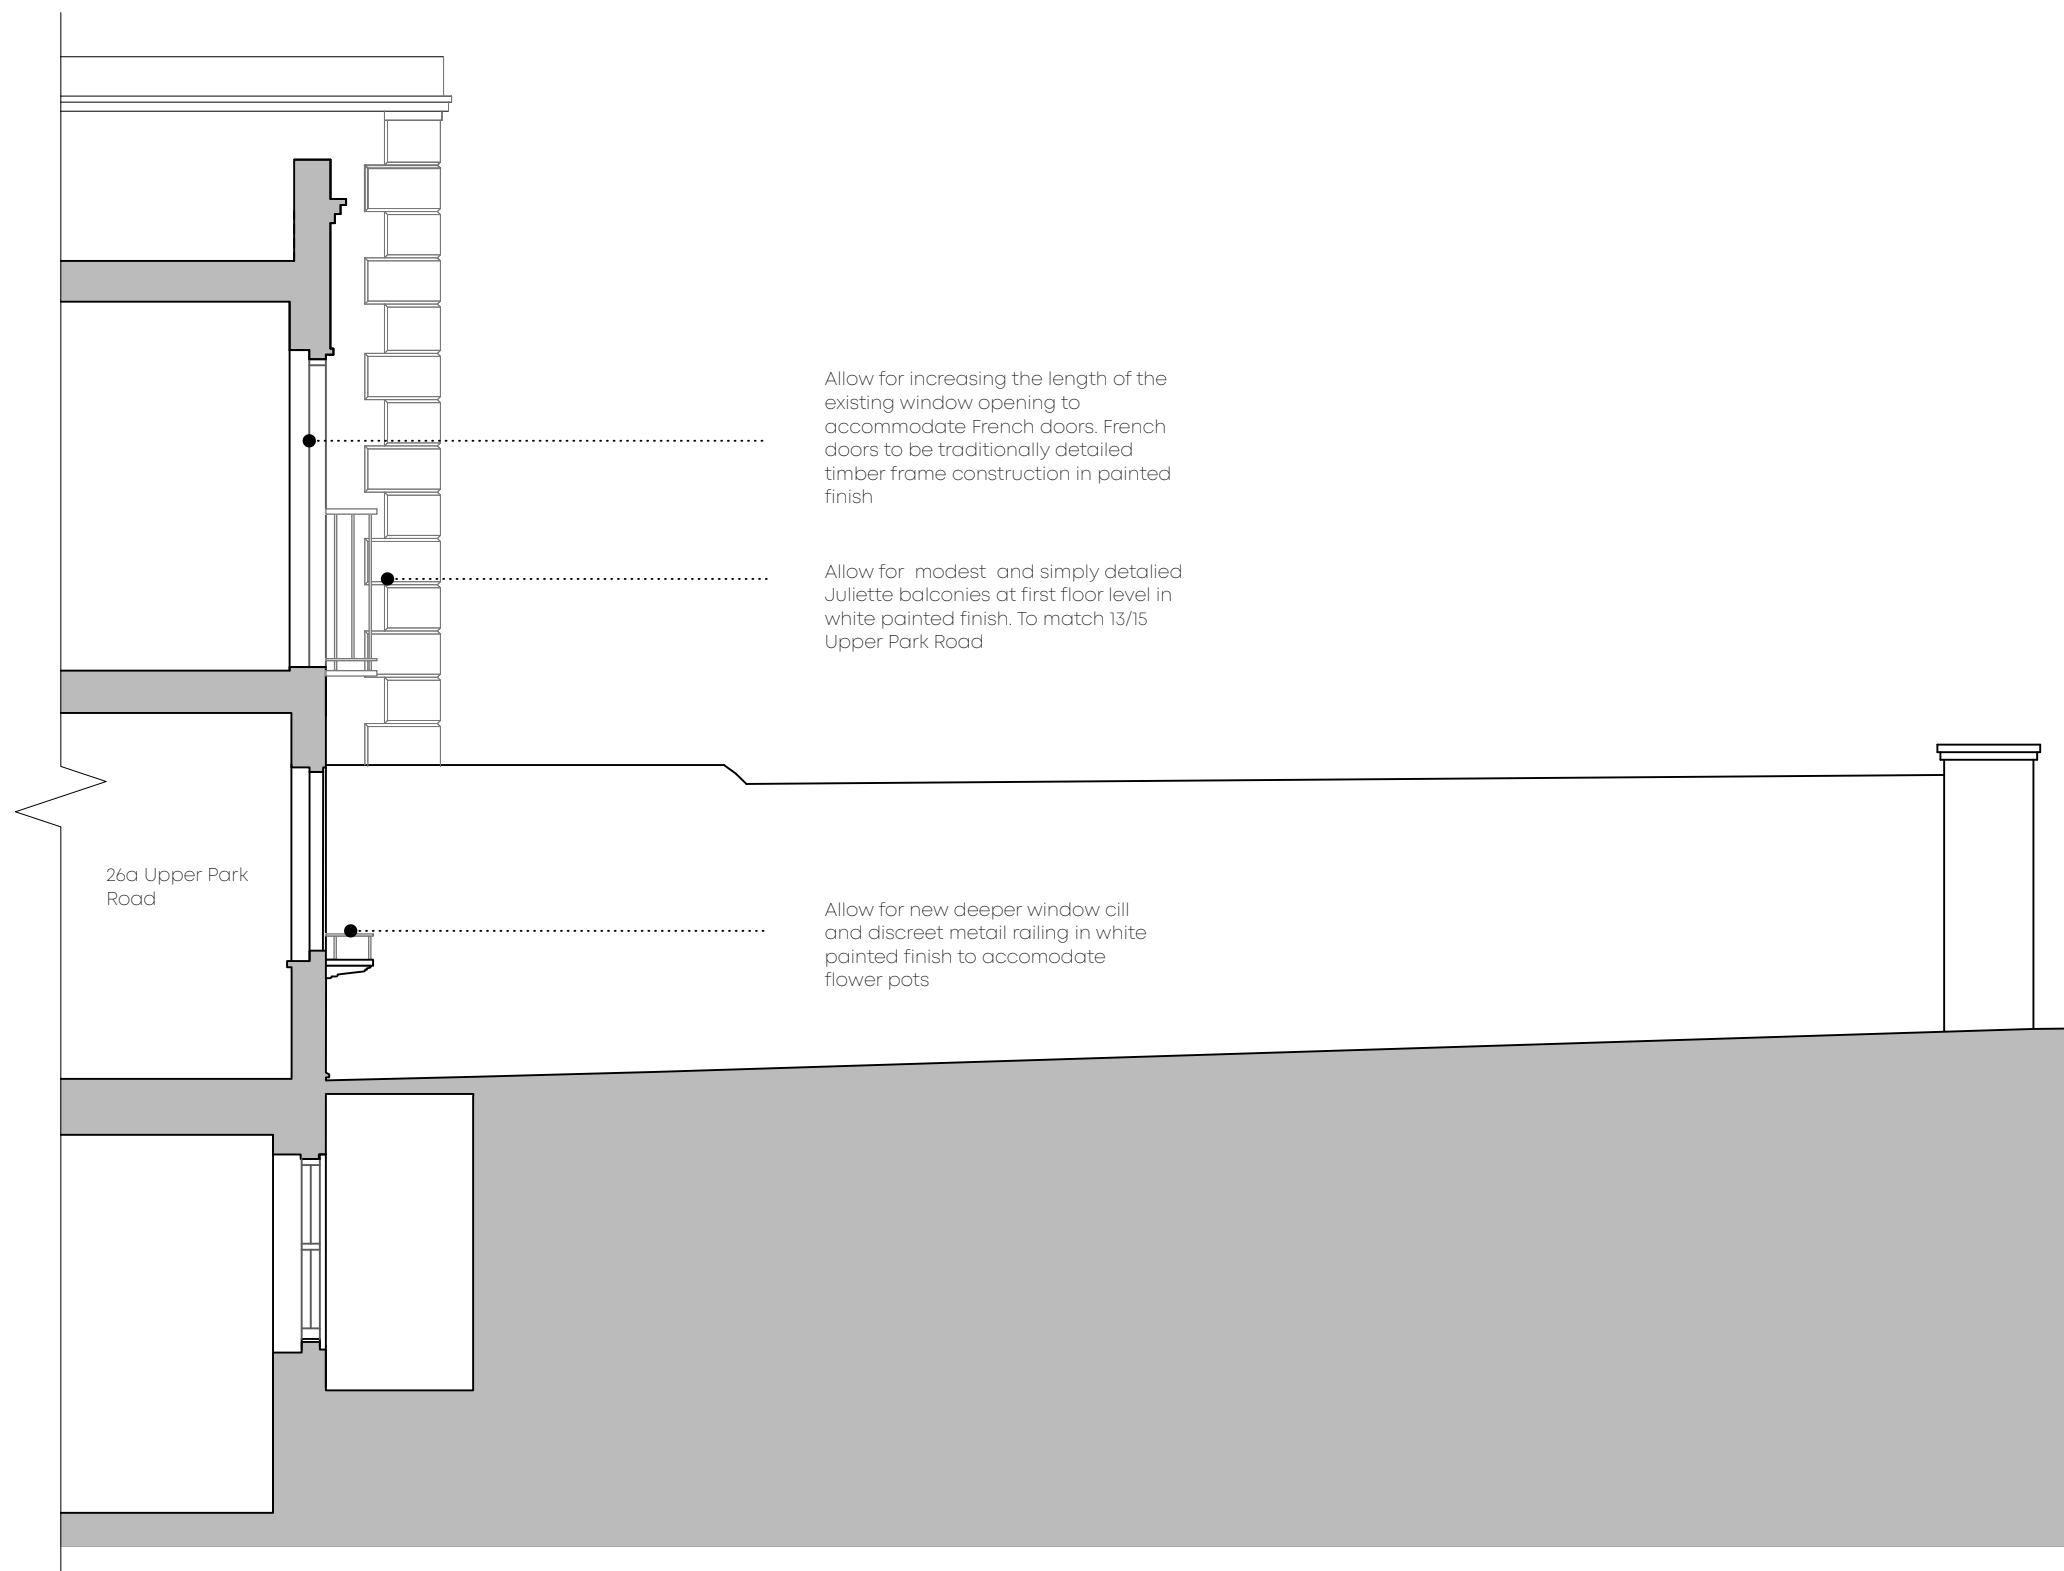 Allow for increasing the length of the
existing window opening to
accommodate French doors. French
doors to be traditionally detailed
timber frame construction in painted
finish
Allow for  modest  and simply detalied
Juliette balconies at first floor level in
white painted finish. To match 13/15
Upper Park Road
26a Upper Park
Road
Allow for new deeper window cill
and discreet metail railing in white
painted finish to accomodate
flower pots